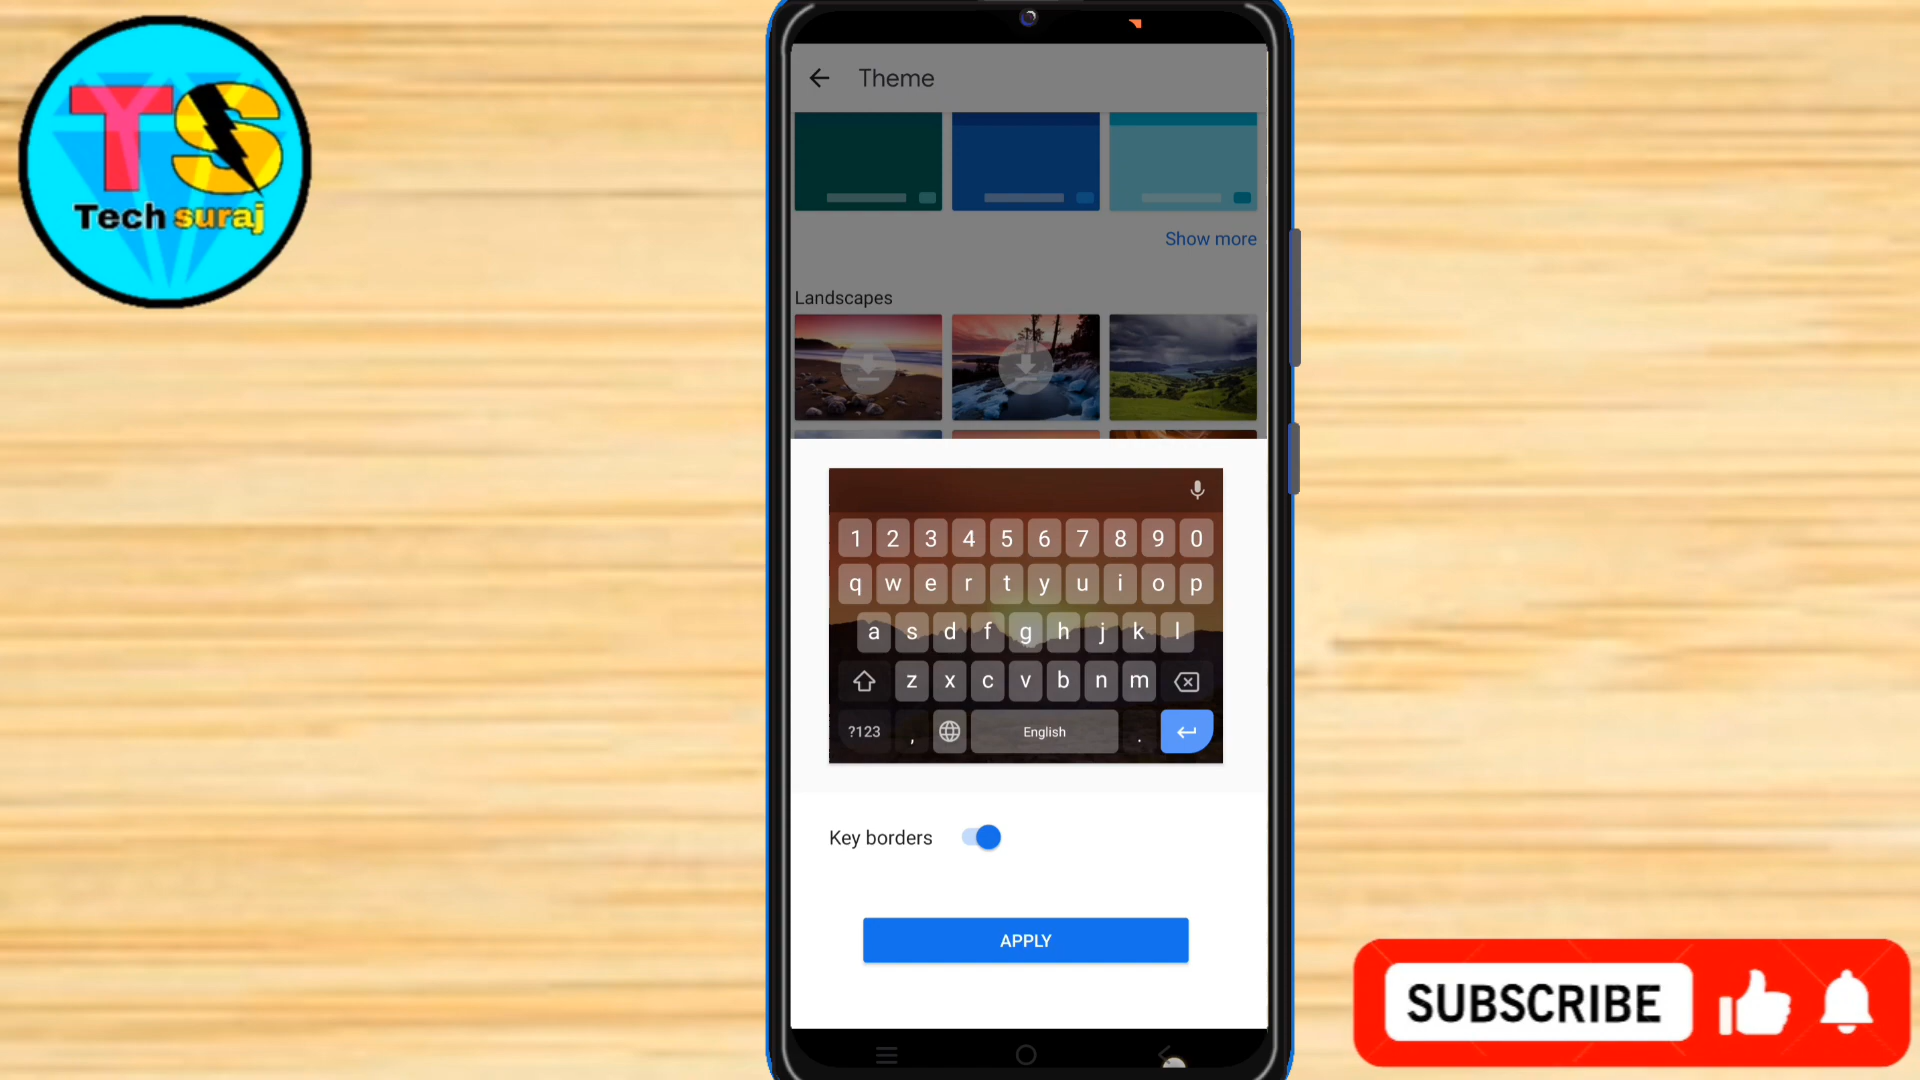 TS
Tech suraj
Theme
Show more
Landscapes
1 2 3 4 5 6 7 8 9 0
q w e r t y u i o p
a s d f g h j k l
z x c v b n m
?123 , English .
Key borders
APPLY
SUBSCRIBE